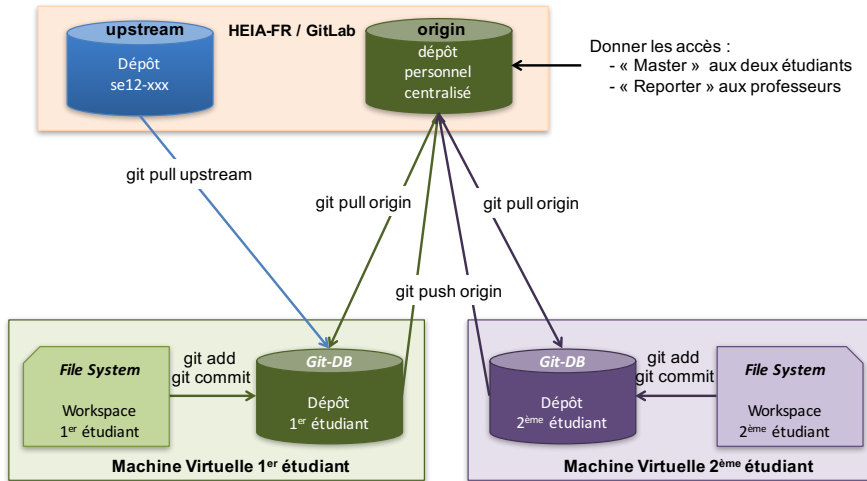 upstream
HEIA-FR / GitLab
origin
Dépôt
se12-xxx
dépôt
personnel
centralisé
Donner les accès :
- « Master » aux deux étudiants
- « Reporter » aux professeurs
git pull upstream
git pull origin
git pull origin
git push origin
File System
Workspace
1er étudiant
git add
git commit
Git-DB
Dépôt
1er étudiant
Machine Virtuelle 1er étudiant
Git-DB
Dépôt
2ème étudiant
git add
git commit
File System
Workspace
2ème étudiant
Machine Virtuelle 2ème étudiant